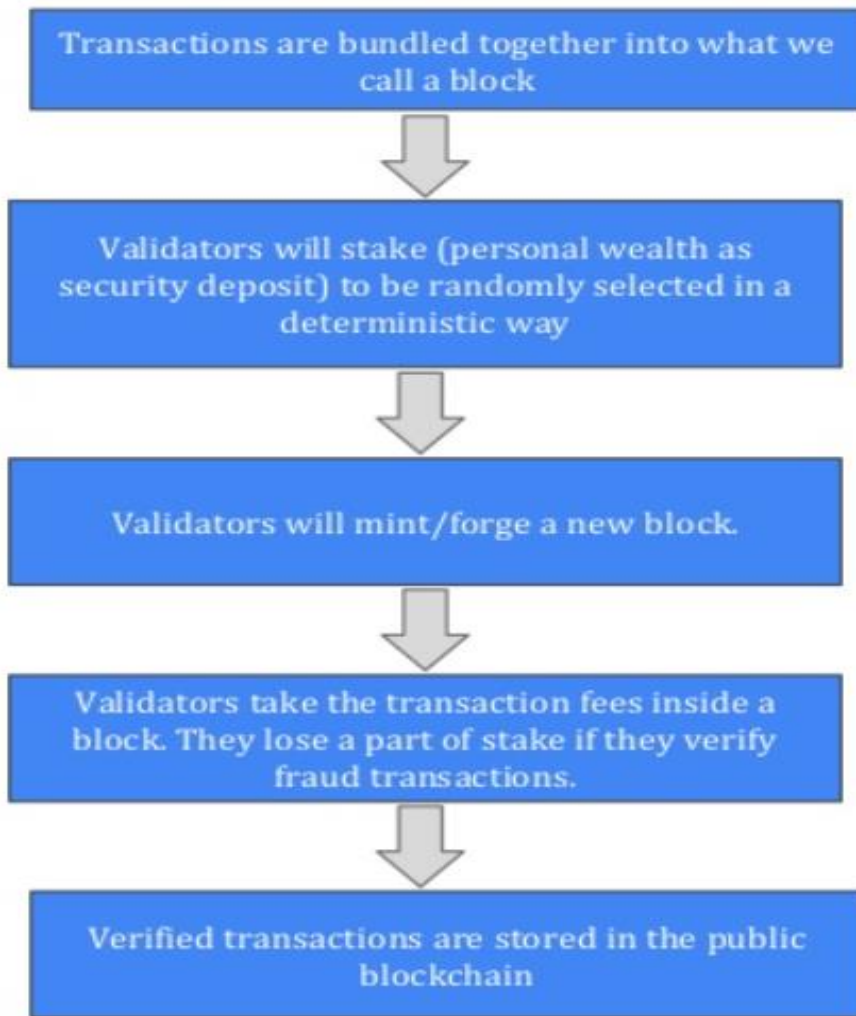 Transactions are bundled together into what we
call a block
Validators will stake (personal wealth as
security deposit) to be randomly selected in a
deterministic way
Validators will mint/forge a new block.
Validators take the transaction fees inside a
block. They lose a part of stake if they verify
fraud transactions.
Verified transactions are stored in the public
blockchain